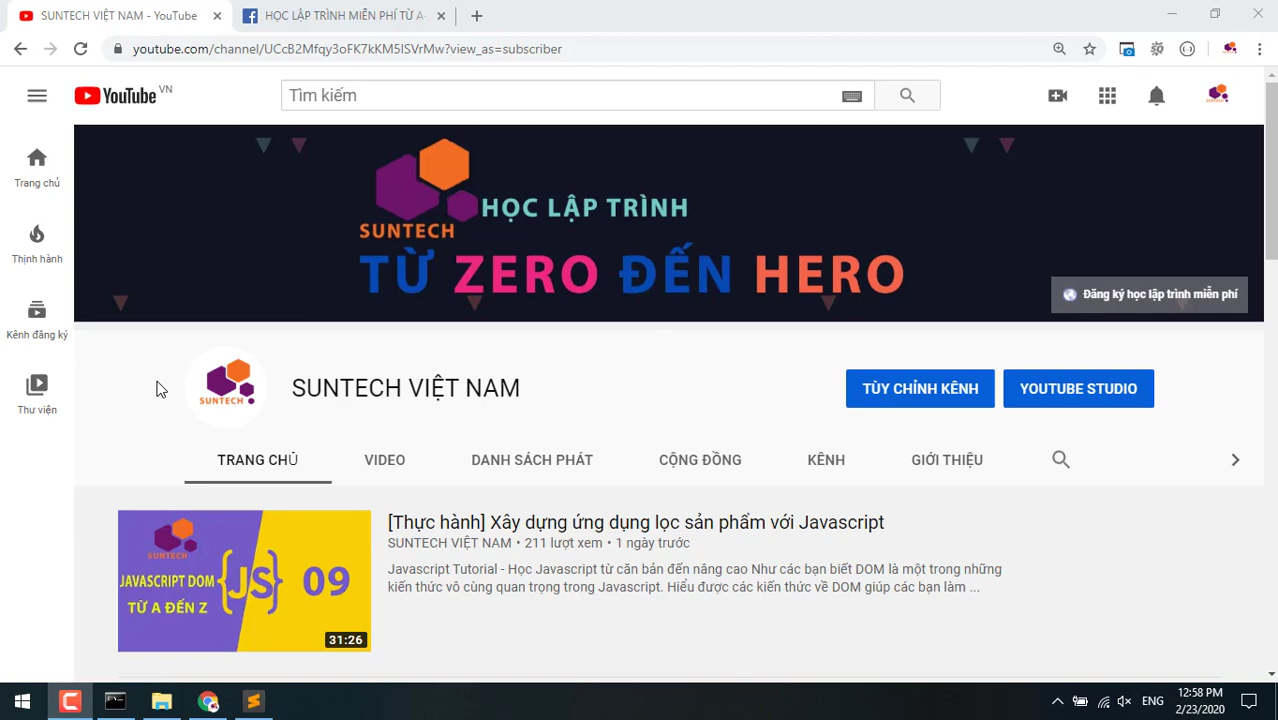 SUNTECH VIỆT NAM - YouTube
HỌC LẬP TRÌNH MIỄN PHÍ TỪ A-
youtube.com/channel/UCcB2Mfqy3oFK7kKM5lSVrMw?view_as=subscriber
YouTube VN
Tìm kiếm
SUNTECH
HỌC LẬP TRÌNH
TỪ ZERO ĐẾN HERO
Đăng ký học lập trình miễn phí
Trang chủ
Thịnh hành
Kênh đăng ký
Thư viện
SUNTECH
SUNTECH VIỆT NAM
TÙY CHỈNH KÊNH
YOUTUBE STUDIO
TRANG CHỦ
VIDEO
DANH SÁCH PHÁT
CỘNG ĐỒNG
KÊNH
GIỚI THIỆU
SUNTECH
JAVASCRIPT DOM
TỪ A ĐẾN Z
{JS}
09
31:26
[Thực hành] Xây dựng ứng dụng lọc sản phẩm với Javascript
SUNTECH VIỆT NAM • 211 lượt xem • 1 ngày trước
Javascript Tutorial - Học Javascript từ căn bản đến nâng cao Như các bạn biết DOM là một trong những
kiến thức vô cùng quan trọng trong Javascript. Hiểu được các kiến thức về DOM giúp các bạn làm ...
ENG
12:58 PM
2/23/2020